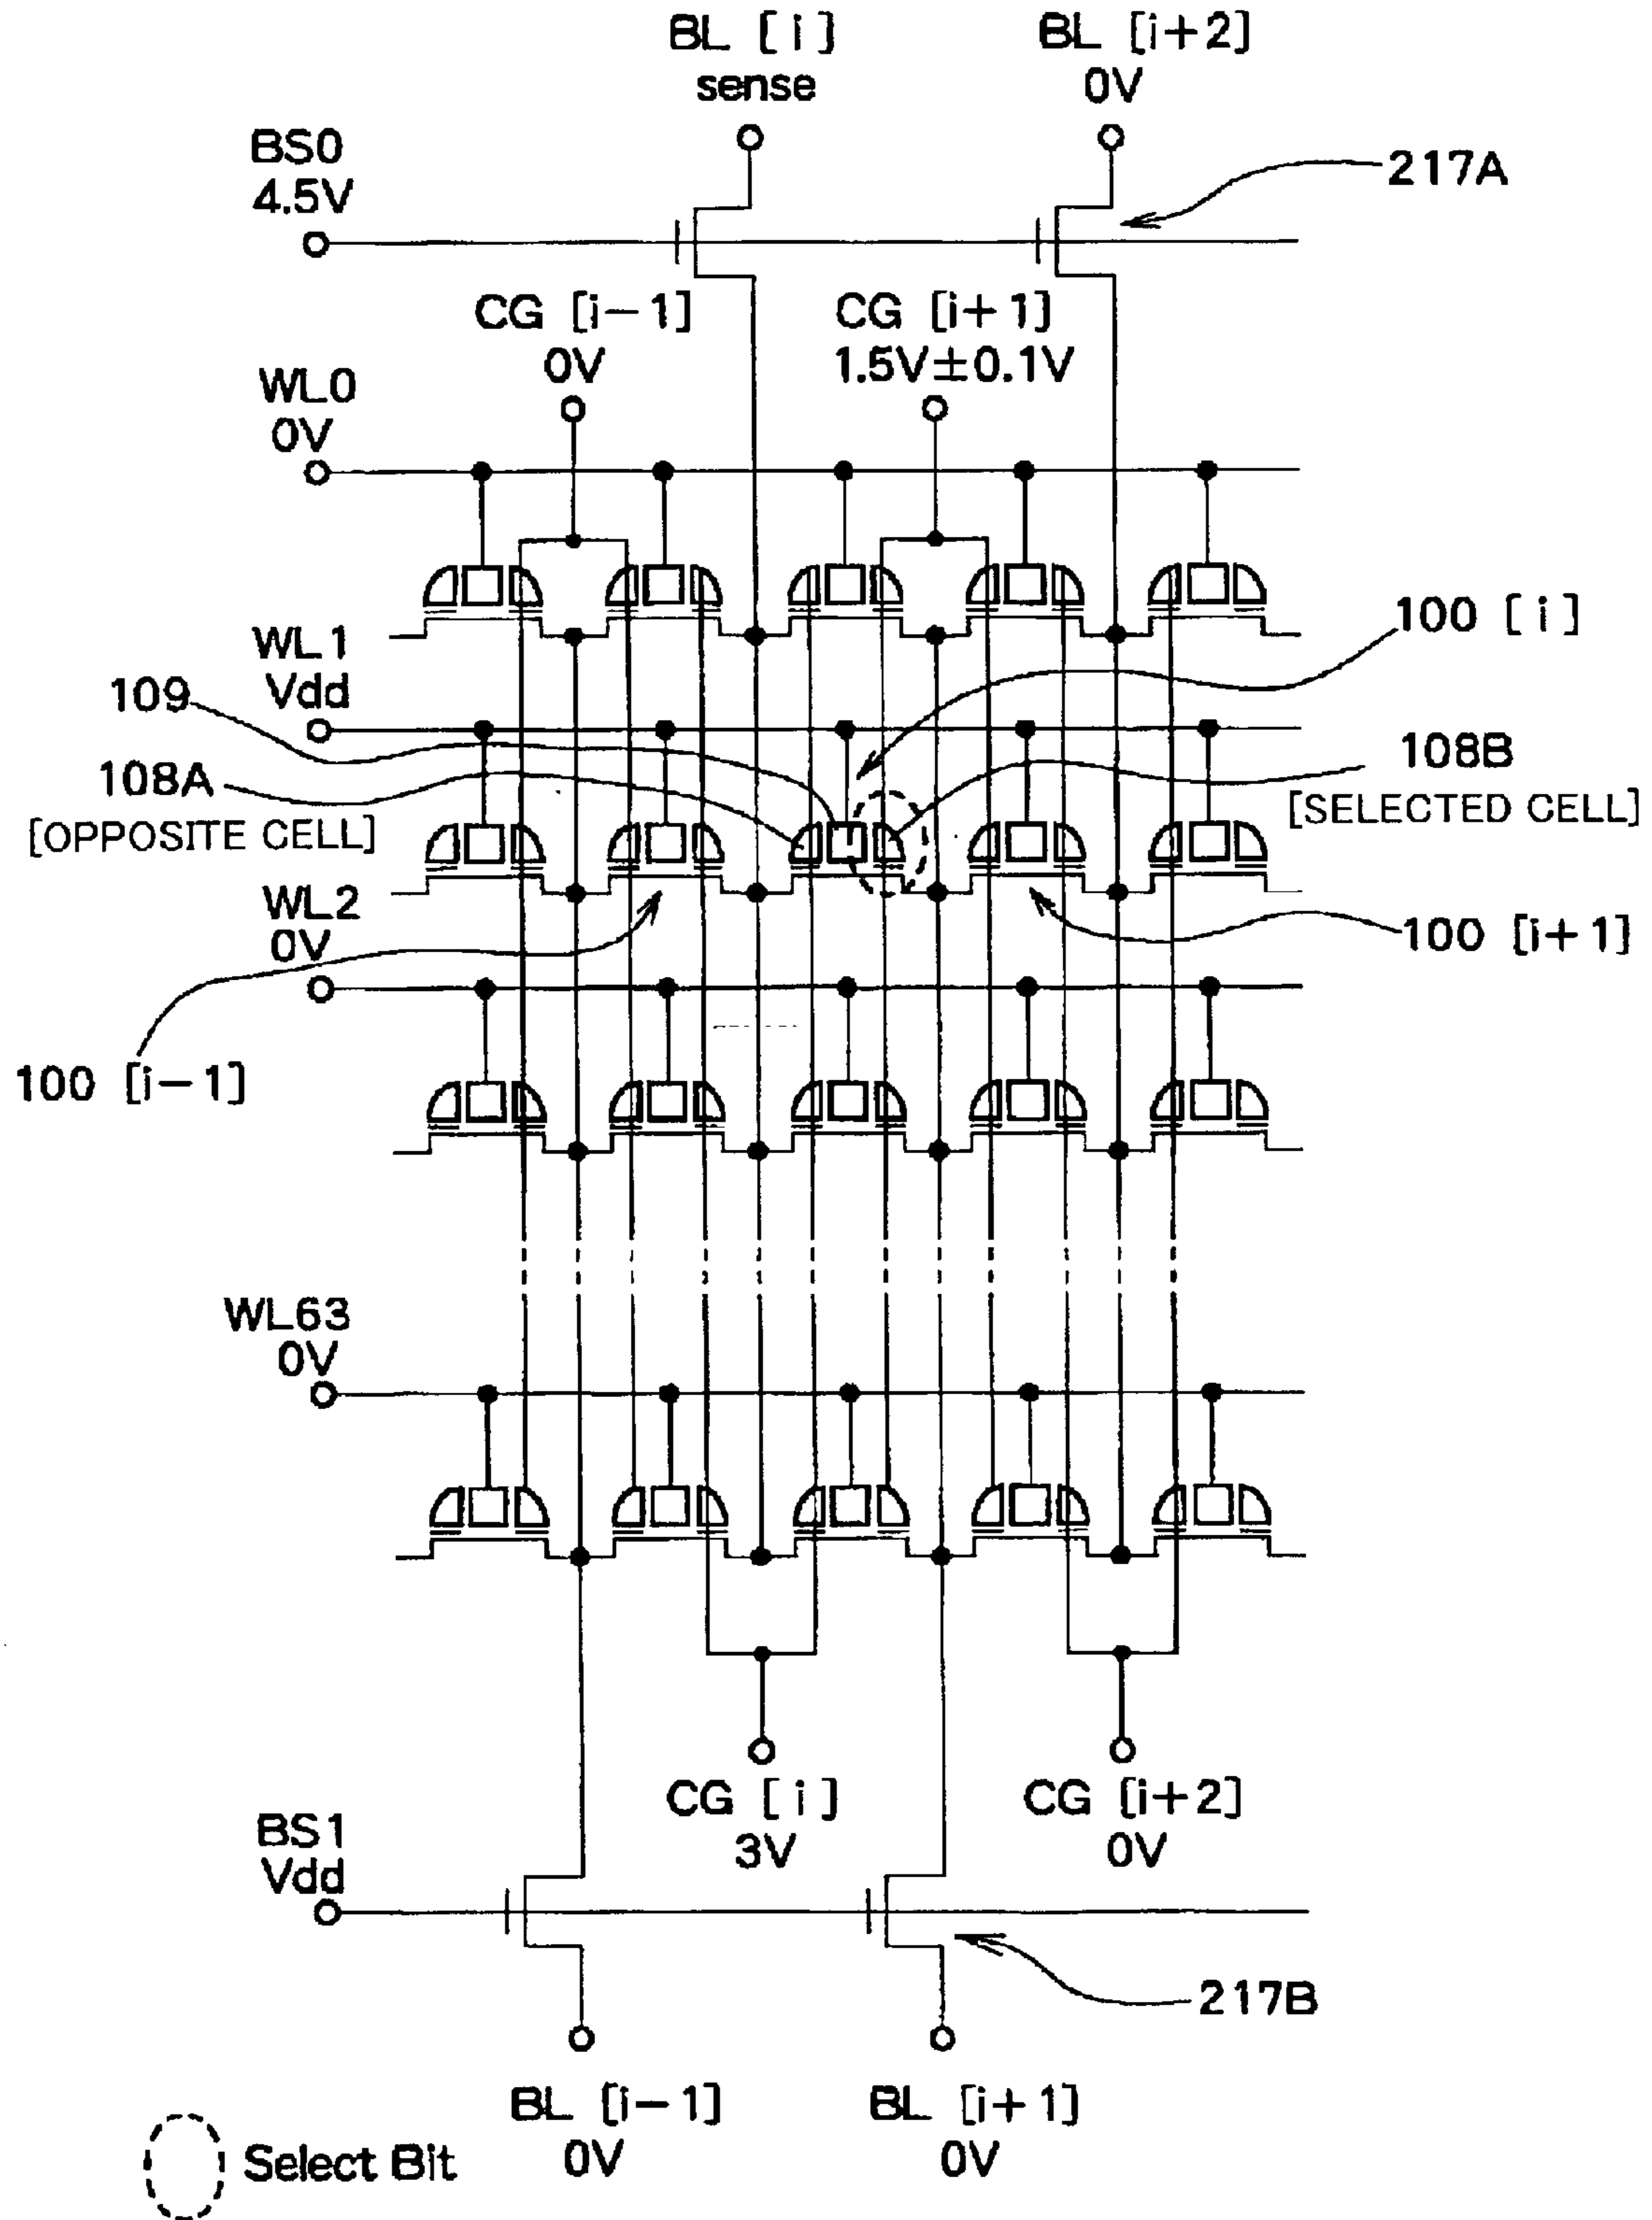 BL [i]
sense
BL [i+2]
0V
BS0
4.5V
217A
CG [i-1]
0V
CG [i+1]
1.5V±0.1V
WL0
0V
100 [i]
WL1
Vdd
109
108A
[OPPOSITE CELL]
108B
[SELECTED CELL]
WL2
0V
100 [i+1]
100 [i-1]
WL63
0V
CG [i]
3V
CG [i+2]
0V
BS1
Vdd
217B
BL [i-1]
0V
BL [i+1]
0V
Select Bit